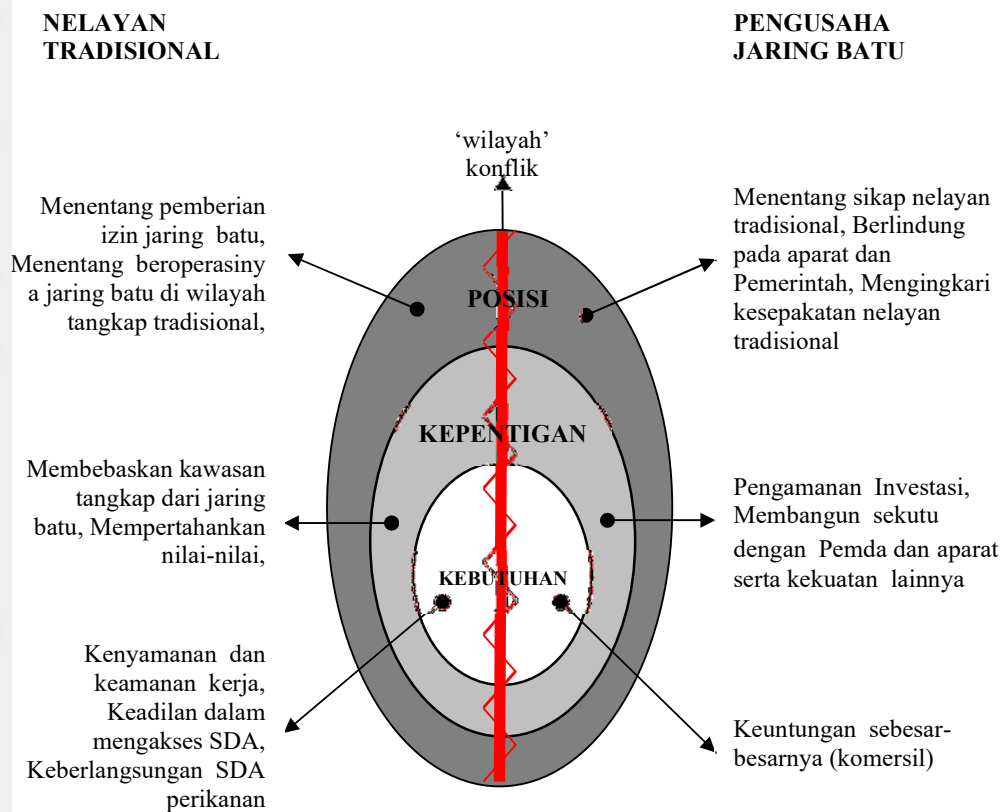 NELAYAN
TRADISIONAL
PENGUSAHA
JARING BATU
‘wilayah’
konflik
Menentang pemberian
izin jaring batu,
Menentang beroperasiny
a jaring batu di wilayah
tangkap tradisional,
Menentang sikap nelayan
tradisional, Berlindung
pada aparat dan
Pemerintah, Mengingkari
kesepakatan nelayan
tradisional
POSISI
KEPENTIGAN
Membebaskan kawasan
tangkap dari jaring
batu, Mempertahankan
nilai-nilai,
Pengamanan Investasi,
Membangun sekutu
dengan Pemda dan aparat
serta kekuatan lainnya
KEBUTUHAN
Kenyamanan dan
keamanan kerja,
Keadilan dalam
mengakses SDA,
Keberlangsungan SDA
perikanan
Keuntungan sebesar-
besarnya (komersil)